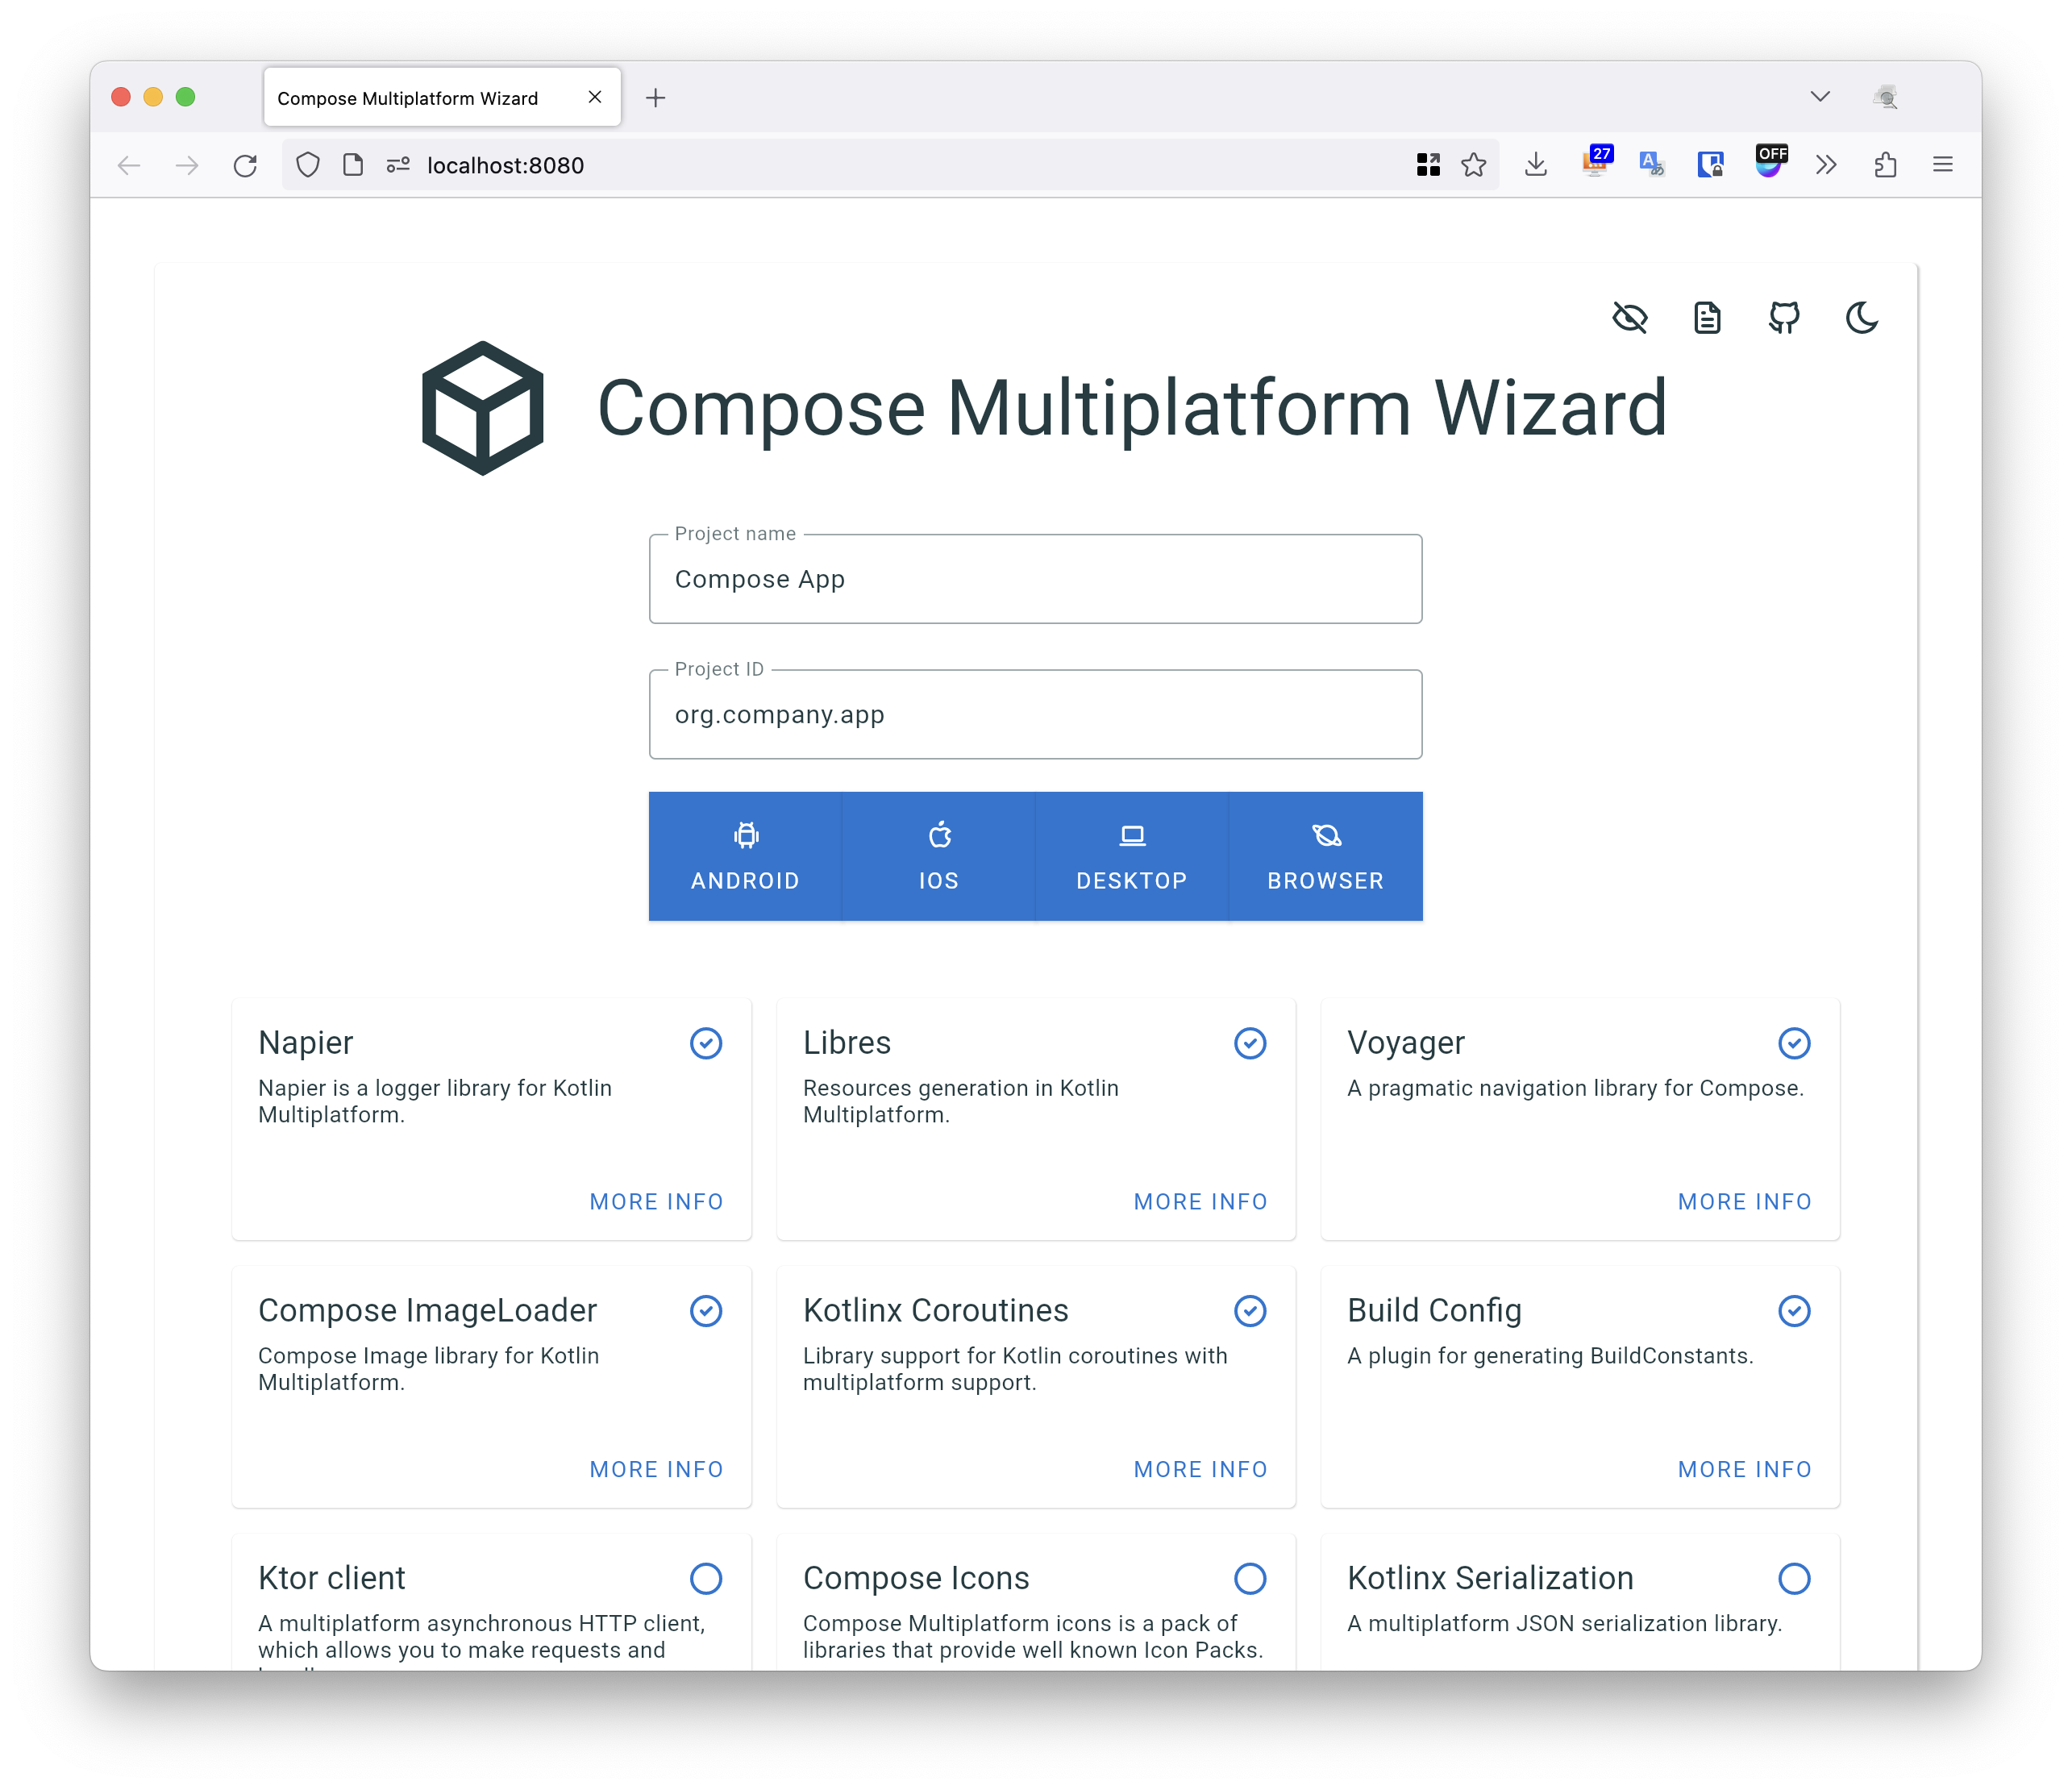 Compose Multiplatform Wizard
localhost:8080
27
OFF
Compose Multiplatform Wizard
Project name
Compose App
Project ID
org.company.app
ANDROID
IOS
DESKTOP
BROWSER
Napier
Napier is a logger library for Kotlin
Multiplatform.
MORE INFO
Libres
Resources generation in Kotlin
Multiplatform.
MORE INFO
Voyager
A pragmatic navigation library for Compose.
MORE INFO
Compose ImageLoader
Compose Image library for Kotlin
Multiplatform.
MORE INFO
Kotlinx Coroutines
Library support for Kotlin coroutines with
multiplatform support.
MORE INFO
Build Config
A plugin for generating BuildConstants.
MORE INFO
Ktor client
A multiplatform asynchronous HTTP client,
which allows you to make requests and
Compose Icons
Compose Multiplatform icons is a pack of
libraries that provide well known Icon Packs.
Kotlinx Serialization
A multiplatform JSON serialization library.